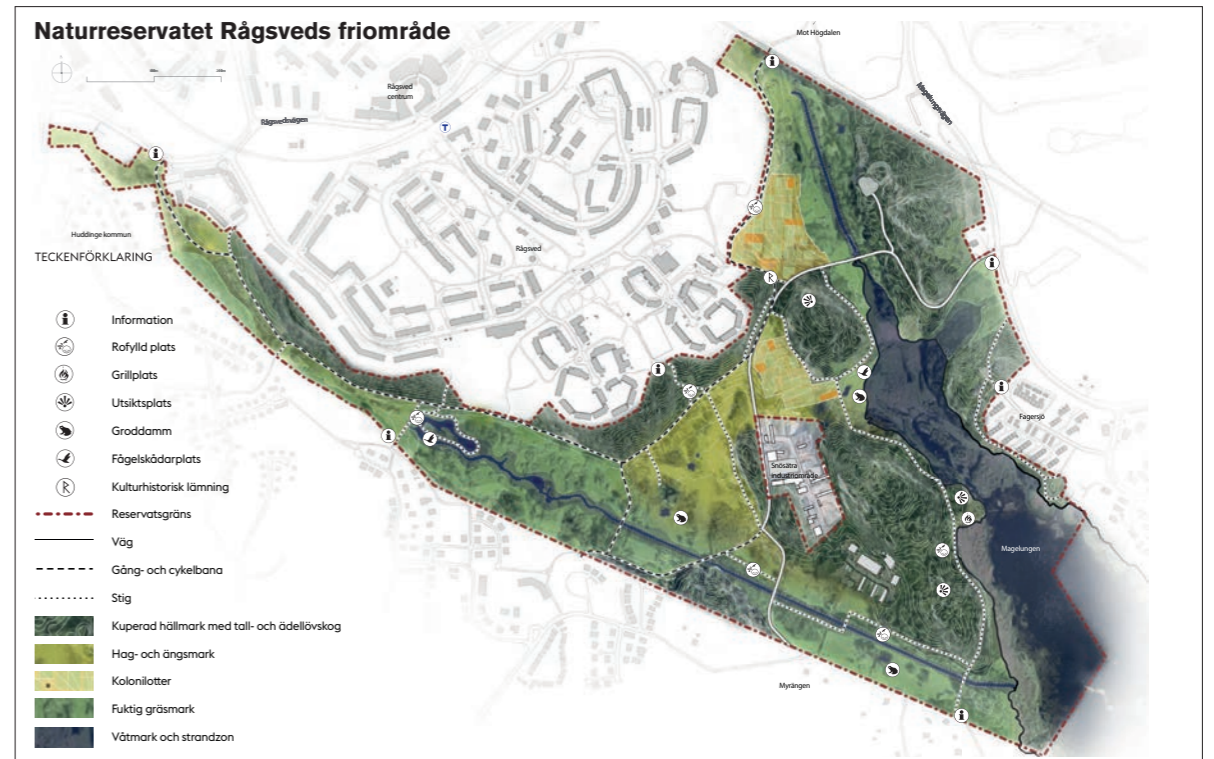 Naturreservatet Rågsveds friområde
Mot Högdalen
Magelungsvägen
Rågsved
centrum
Rågsvedsvägen
T
Huddinge kommun
Rågsved
TECKENFÖRKLARING
Information
Rofylld plats
Grillplats
Utsiktsplats
Groddamm
Fågelskådarplats
Kulturhistorisk lämning
Reservatsgräns
Väg
Gång- och cykelbana
Stig
Kuperad hällmark med tall- och ädellövskog
Hag- och ängsmark
Kolonilotter
Fuktig gräsmark
Våtmark och strandzon
Fagersjö
Snösätra
industriområde
Magelungen
Myrängen